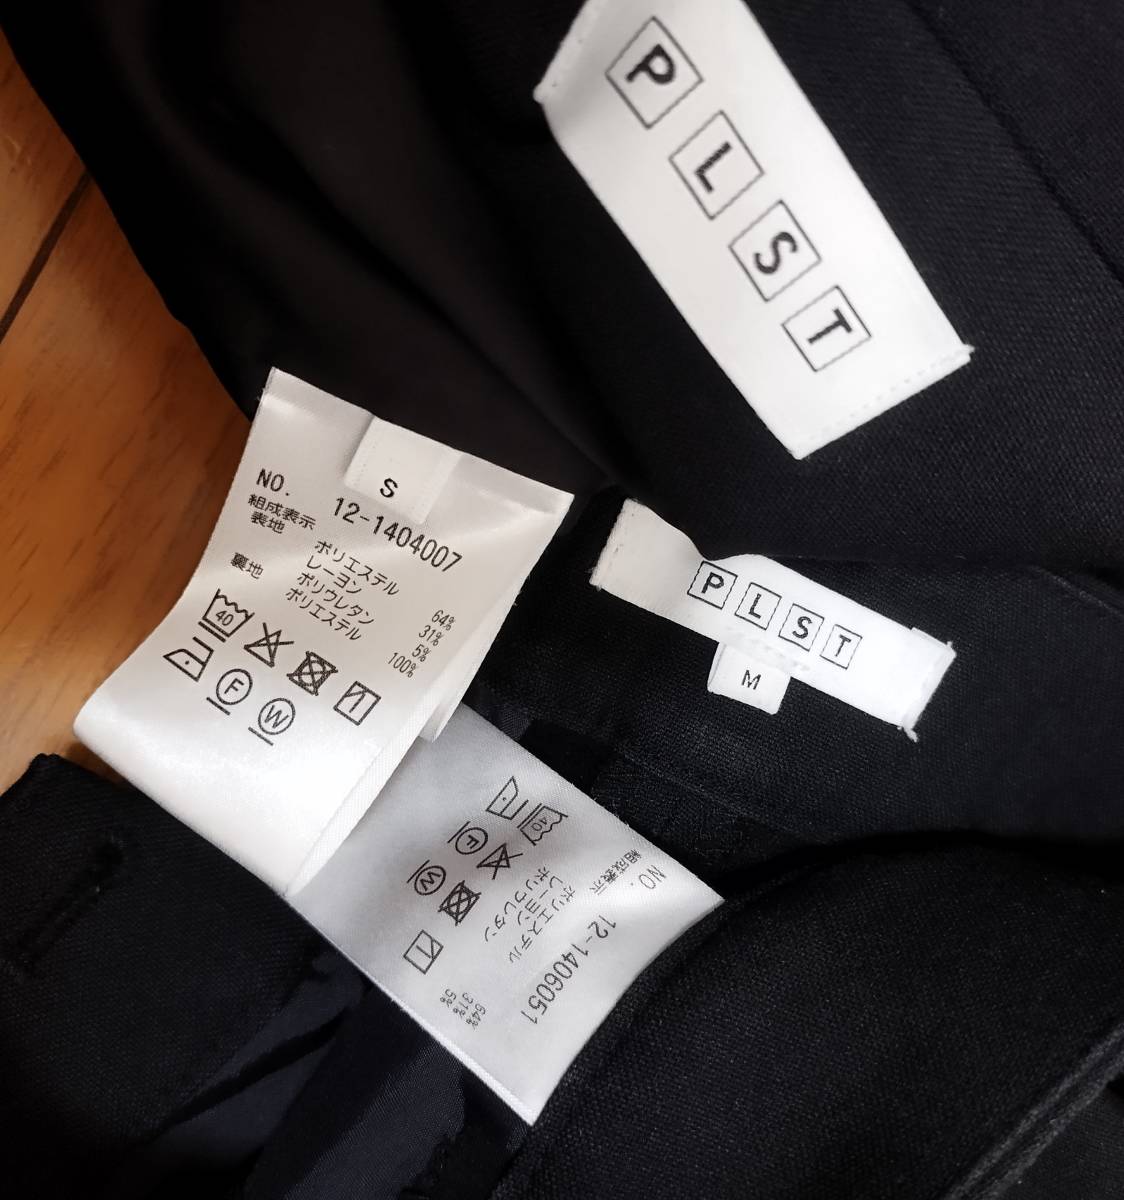 PLST
S
NO. 12-1404007
組成表示
表地 ポリエステル 64%
レーヨン 31%
ポリウレタン 5%
裏地 ポリエステル 100%
40
F W
PLST
M
NO. 12-1406051
組成表示
ポリエステル 64%
レーヨン 31%
ポリウレタン 5%
40
F
W